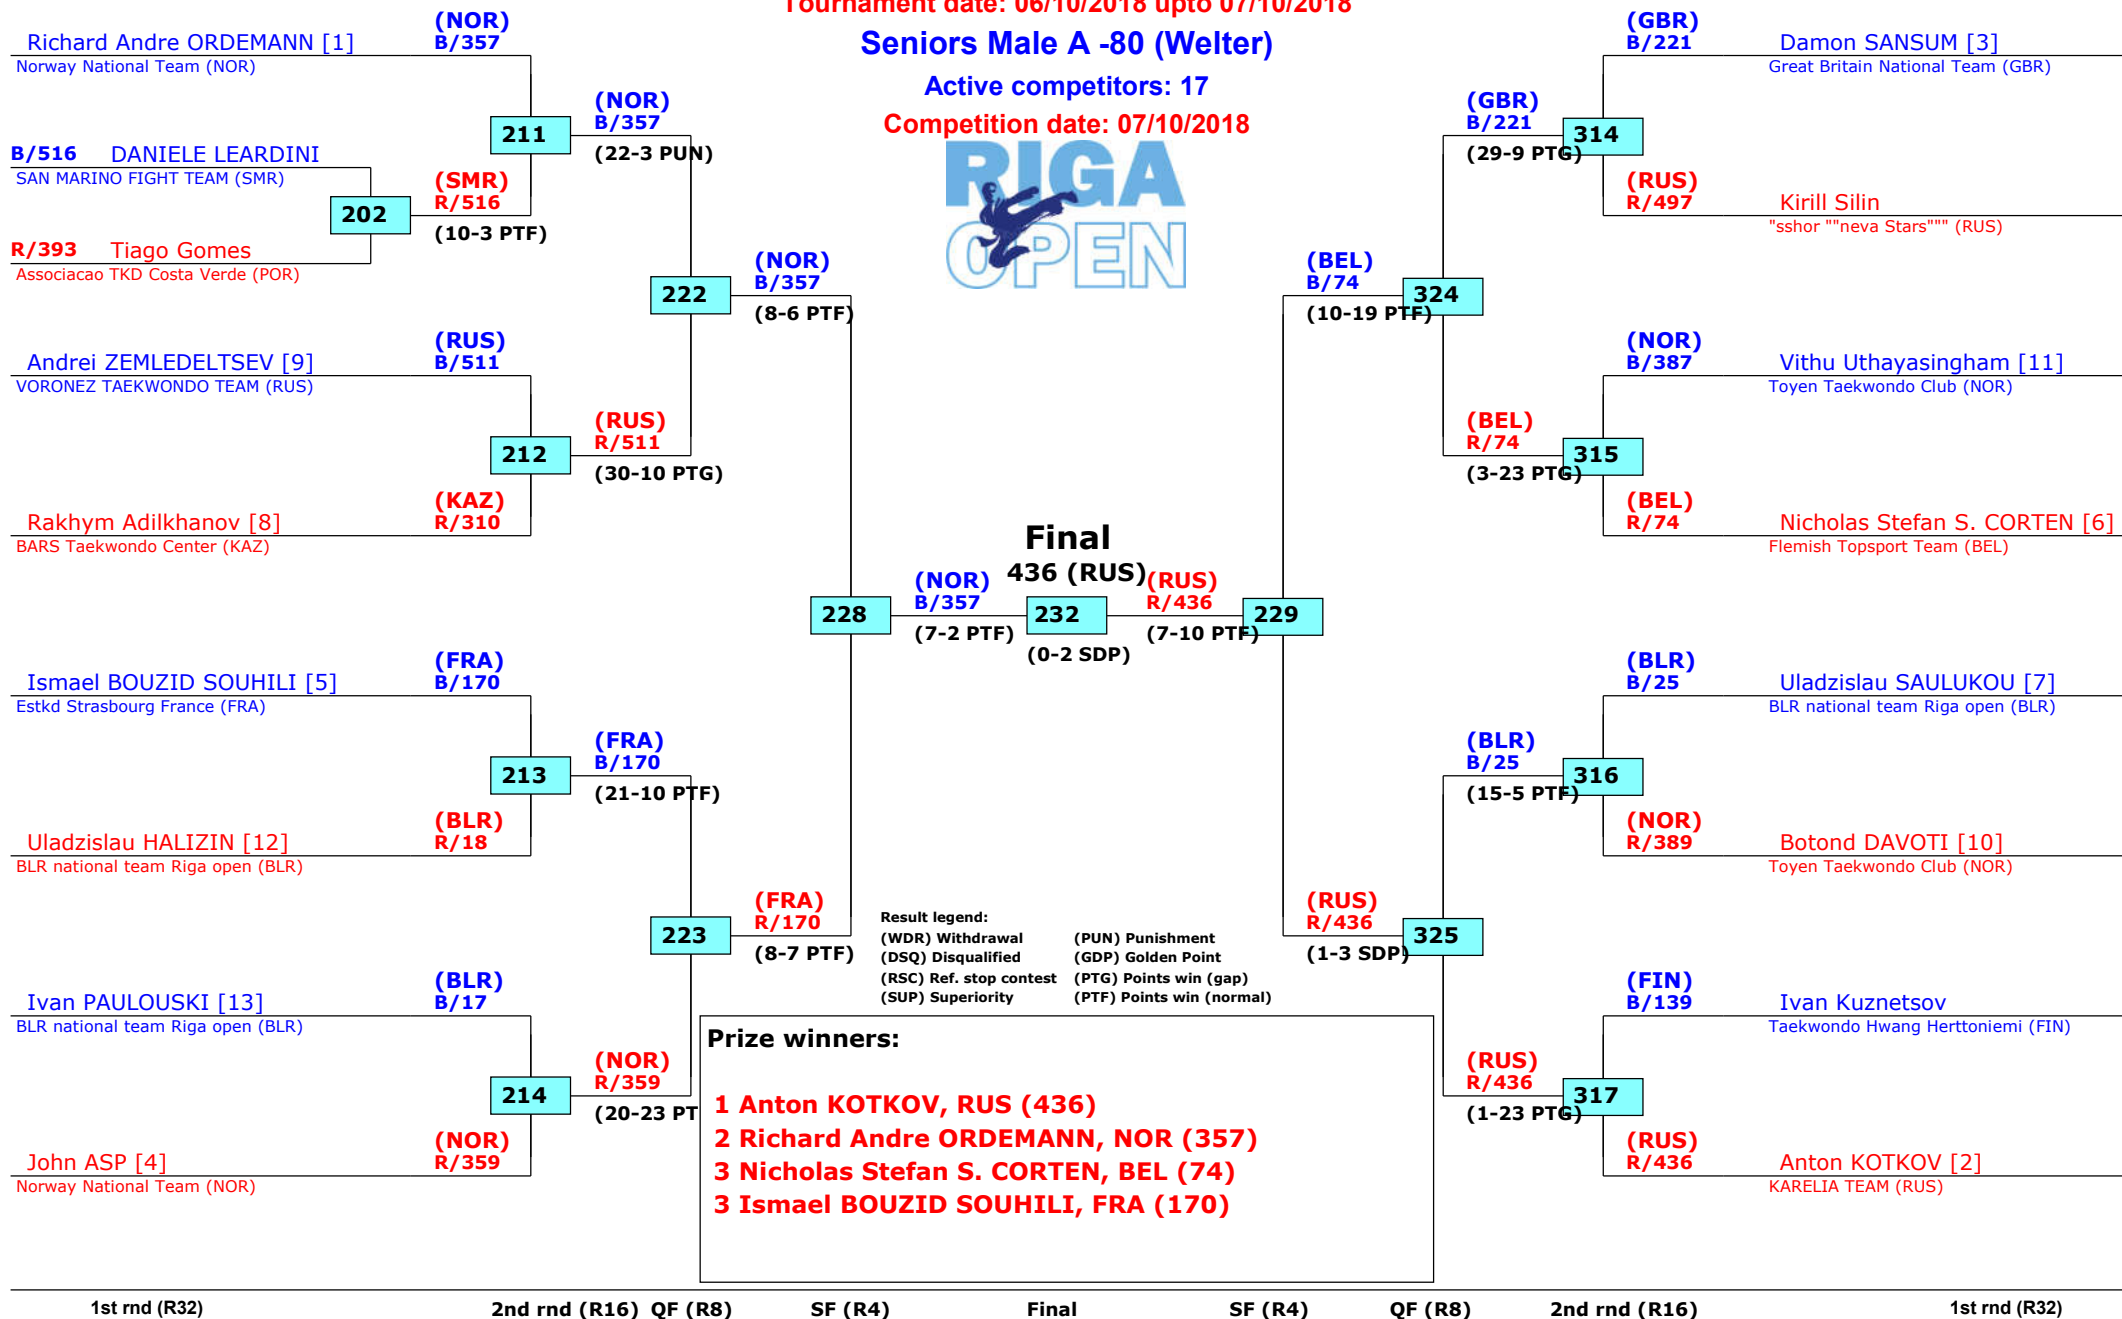 Tournament date: 06/10/2018 upto 07/10/2018
Seniors Male A -80 (Welter)
Active competitors: 17
Competition date: 07/10/2018
RIGA
OPEN
Richard Andre ORDEMANN [1]
Norway National Team (NOR)
(NOR)
B/357
B/516 DANIELE LEARDINI
SAN MARINO FIGHT TEAM (SMR)
R/393 Tiago Gomes
Associacao TKD Costa Verde (POR)
202
(SMR)
R/516
(10-3 PTF)
211
(NOR)
B/357
(22-3 PUN)
Andrei ZEMLEDELTSEV [9]
VORONEZ TAEKWONDO TEAM (RUS)
(RUS)
B/511
Rakhym Adilkhanov [8]
BARS Taekwondo Center (KAZ)
(KAZ)
R/310
212
(RUS)
R/511
(30-10 PTG)
222
(NOR)
B/357
(8-6 PTF)
Ismael BOUZID SOUHILI [5]
Estkd Strasbourg France (FRA)
(FRA)
B/170
Uladzislau HALIZIN [12]
BLR national team Riga open (BLR)
(BLR)
R/18
213
(FRA)
B/170
(21-10 PTF)
Ivan PAULOUSKI [13]
BLR national team Riga open (BLR)
(BLR)
B/17
John ASP [4]
Norway National Team (NOR)
(NOR)
R/359
214
(NOR)
R/359
(20-23 PT
223
(FRA)
R/170
(8-7 PTF)
228
(NOR)
B/357
(7-2 PTF)
Final
436 (RUS)
232
(0-2 SDP)
(RUS)
R/436
(7-10 PTF)
229
(BEL)
B/74
(10-19 PTF)
324
(GBR)
B/221
(29-9 PTG)
314
(GBR)
B/221
Damon SANSUM [3]
Great Britain National Team (GBR)
(RUS)
R/497
Kirill Silin
"sshor ""neva Stars""" (RUS)
(BEL)
R/74
(3-23 PTG)
315
(NOR)
B/387
Vithu Uthayasingham [11]
Toyen Taekwondo Club (NOR)
(BEL)
R/74
Nicholas Stefan S. CORTEN [6]
Flemish Topsport Team (BEL)
(RUS)
R/436
(1-3 SDP)
325
(BLR)
B/25
(15-5 PTF)
316
(BLR)
B/25
Uladzislau SAULUKOU [7]
BLR national team Riga open (BLR)
(NOR)
R/389
Botond DAVOTI [10]
Toyen Taekwondo Club (NOR)
(RUS)
R/436
(1-23 PTG)
317
(FIN)
B/139
Ivan Kuznetsov
Taekwondo Hwang Herttoniemi (FIN)
(RUS)
R/436
Anton KOTKOV [2]
KARELIA TEAM (RUS)
Result legend:
(WDR) Withdrawal (PUN) Punishment
(DSQ) Disqualified (GDP) Golden Point
(RSC) Ref. stop contest (PTG) Points win (gap)
(SUP) Superiority (PTF) Points win (normal)
Prize winners:
1 Anton KOTKOV, RUS (436)
2 Richard Andre ORDEMANN, NOR (357)
3 Nicholas Stefan S. CORTEN, BEL (74)
3 Ismael BOUZID SOUHILI, FRA (170)
1st rnd (R32) 2nd rnd (R16) QF (R8) SF (R4) Final SF (R4) QF (R8) 2nd rnd (R16) 1st rnd (R32)